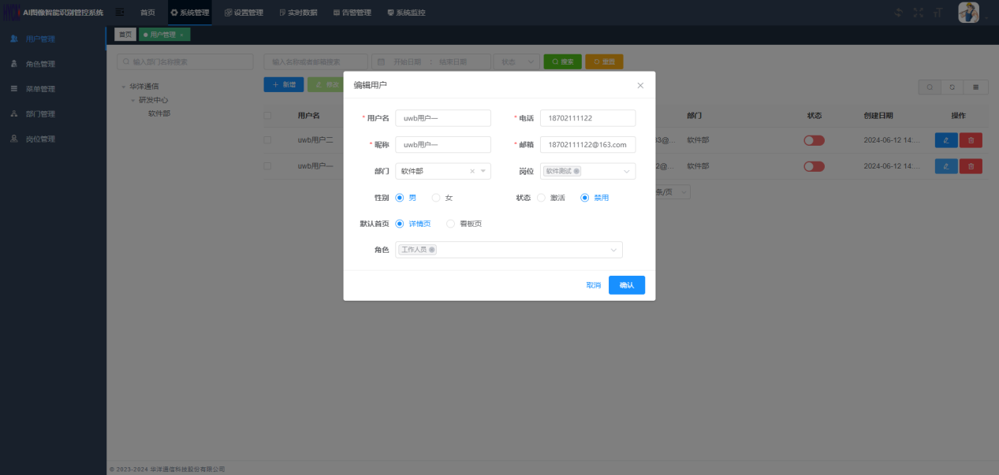 AI图像智能识别管控系统 首页 系统管理 设置管理 实时数据 告警管理 系统监控
首页 用户管理 ×
用户管理
角色管理
菜单管理
部门管理
岗位管理
输入部门名称搜索
华洋通信
研发中心
软件部
输入名称或者邮箱搜索 开始日期 : 结束日期 状态 搜索 重置
+ 新增 修改
用户名 部门 状态 创建日期 操作
uwb用户二 33@... 软件部 2024-06-12 14:...
uwb用户一 2@... 软件部 2024-06-12 14:...
条/页
编辑用户
* 用户名 uwb用户一 * 电话 18702111122
* 昵称 uwb用户一 * 邮箱 18702111122@163.com
部门 软件部 岗位 软件测试
性别 男 女 状态 激活 禁用
默认首页 详情页 看板页
角色 工作人员
取消 确认
© 2023-2024 华洋通信科技股份有限公司